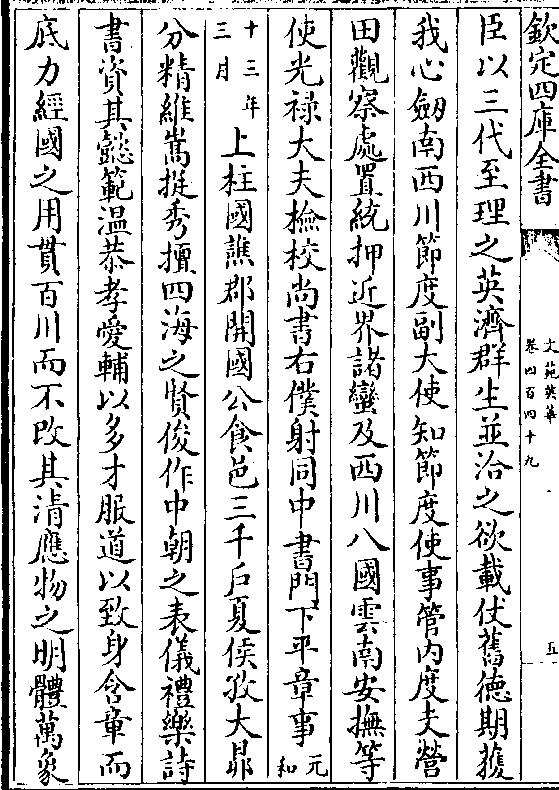 欽定四庫全書
文苑英華
卷四百四十九
五
臣以三代至理之英濟群生並洽之欲載仗舊徳期獲
我心劒南西川節度副大使知節度使事管内度支營
田觀察處置統押近界諸蠻及西川八國雲南安撫等
使光禄大夫撿校尚書右僕射同中書門下平章事元和
十三年三月上柱國譙郡開國公食邑三千戶夏侯孜大昴
分精維嵩挺秀擅四海之賢俊作中朝之表儀禮樂詩
書資其懿範溫恭孝愛輔以多才服道以致身含章而
底力經國之用貫百川而不改其清應物之明體萬象